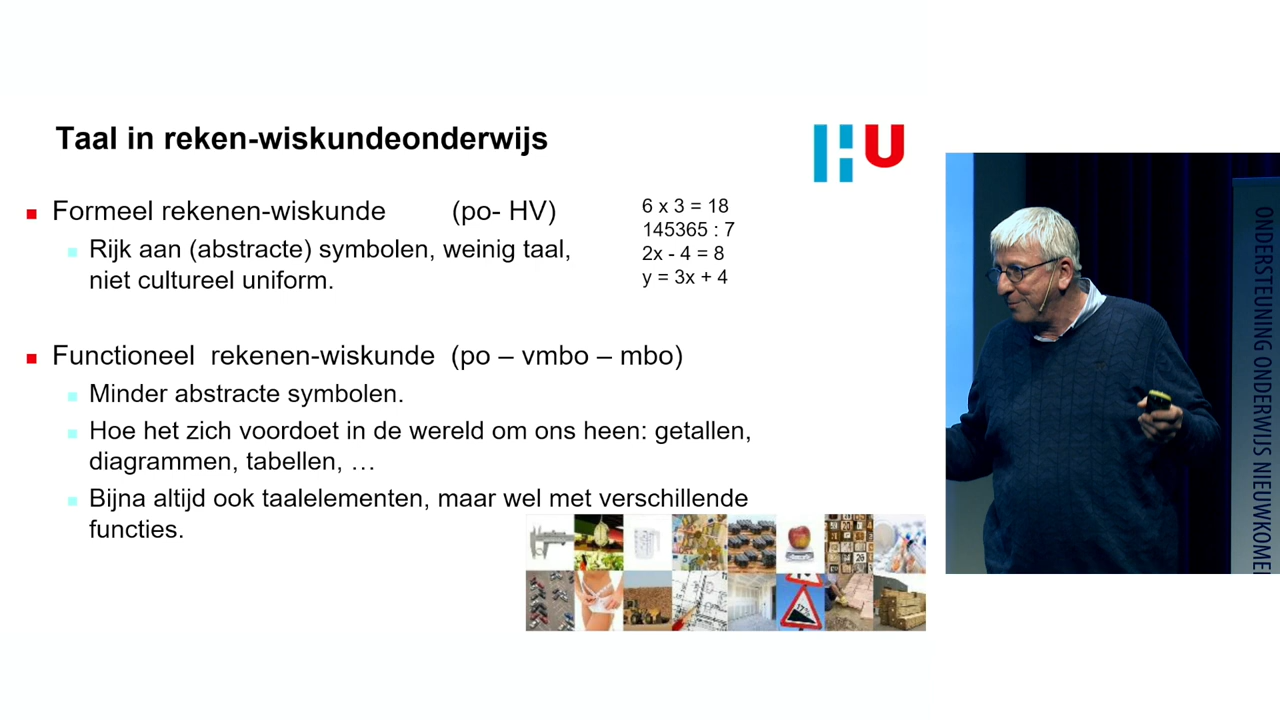 Taal in reken-wiskundeonderwijs
HU
Formeel rekenen-wiskunde (po- HV)
Rijk aan (abstracte) symbolen, weinig taal,
niet cultureel uniform.
6 x 3 = 18
145365 : 7
2x - 4 = 8
y = 3x + 4
Functioneel rekenen-wiskunde (po – vmbo – mbo)
Minder abstracte symbolen.
Hoe het zich voordoet in de wereld om ons heen: getallen,
diagrammen, tabellen, …
Bijna altijd ook taalelementen, maar wel met verschillende
functies.
17%
ONDERSTEUNING ONDERWIJS NIEUWKOME